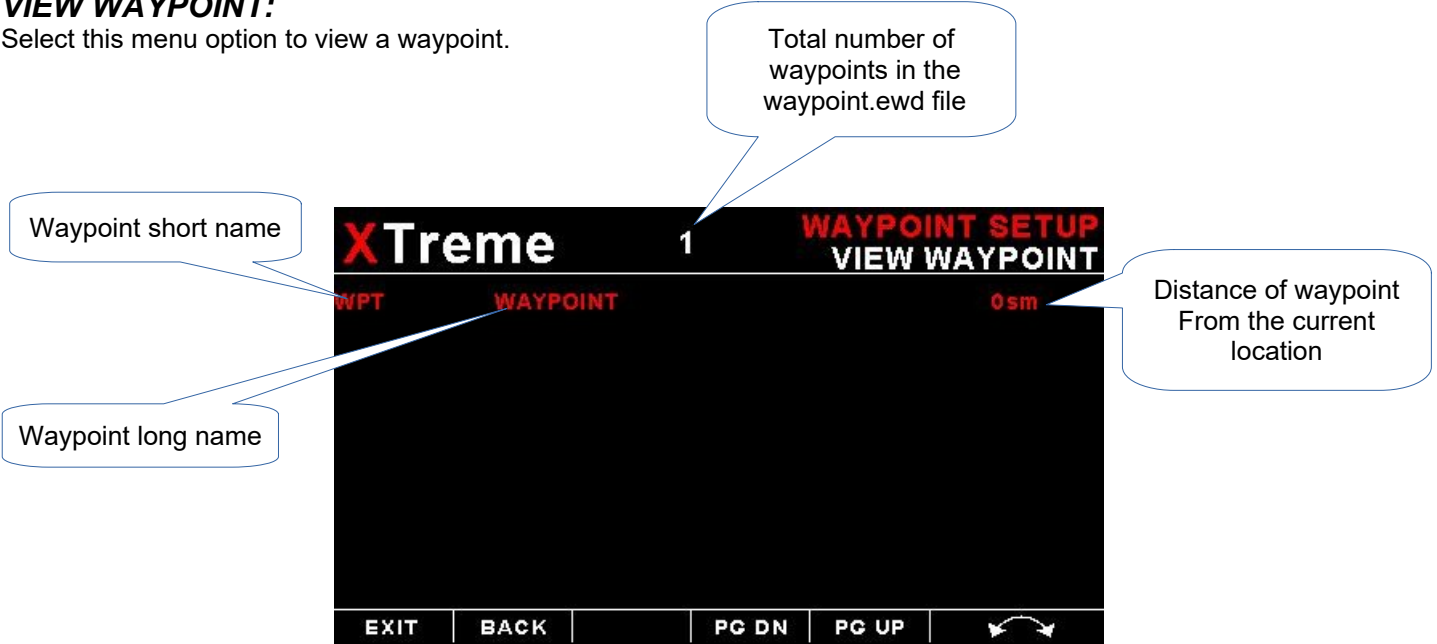 VIEW WAYPOINT:
Select this menu option to view a waypoint.
Total number of
waypoints in the
waypoint.ewd file
Waypoint short name
XTreme 1 WAYPOINT SETUP
VIEW WAYPOINT
WPT WAYPOINT 0sm
Distance of waypoint
From the current
location
Waypoint long name
EXIT BACK PG DN PG UP